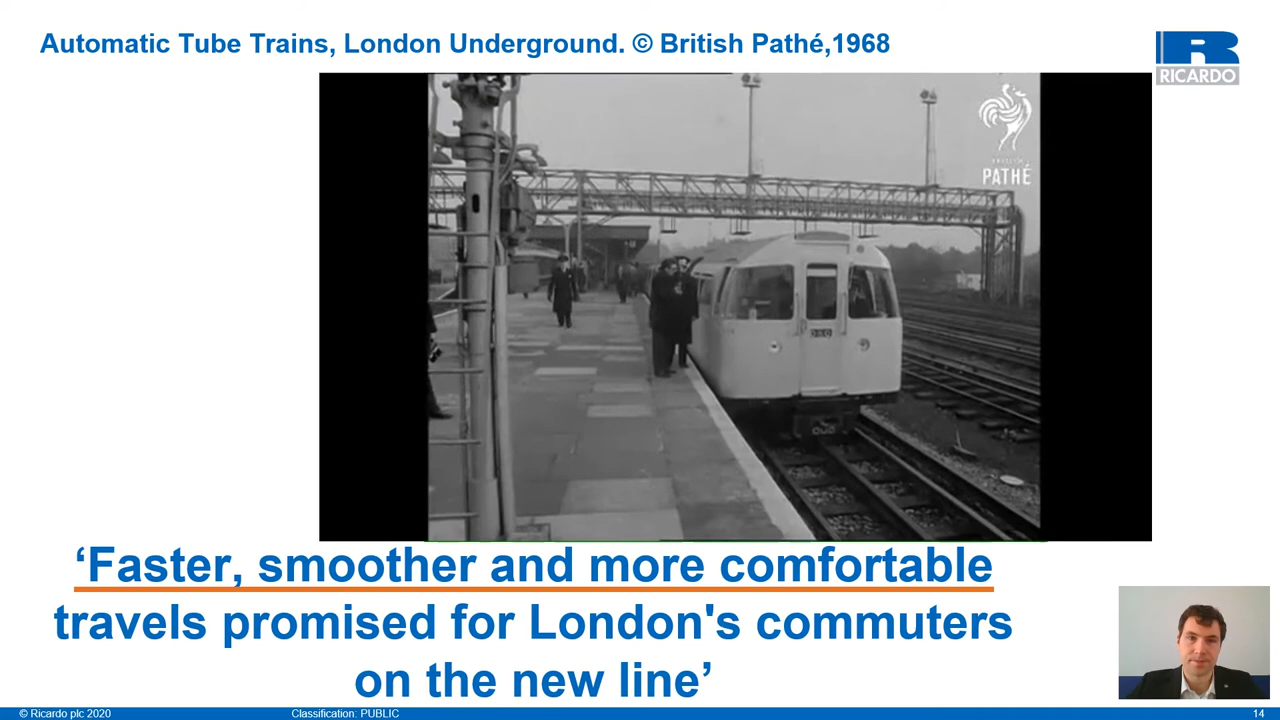 Automatic Tube Trains, London Underground. © British Pathé,1968
RICARDO
PATHÉ
‘Faster, smoother and more comfortable
travels promised for London's commuters
on the new line’
© Ricardo plc 2020
Classification: PUBLIC
14